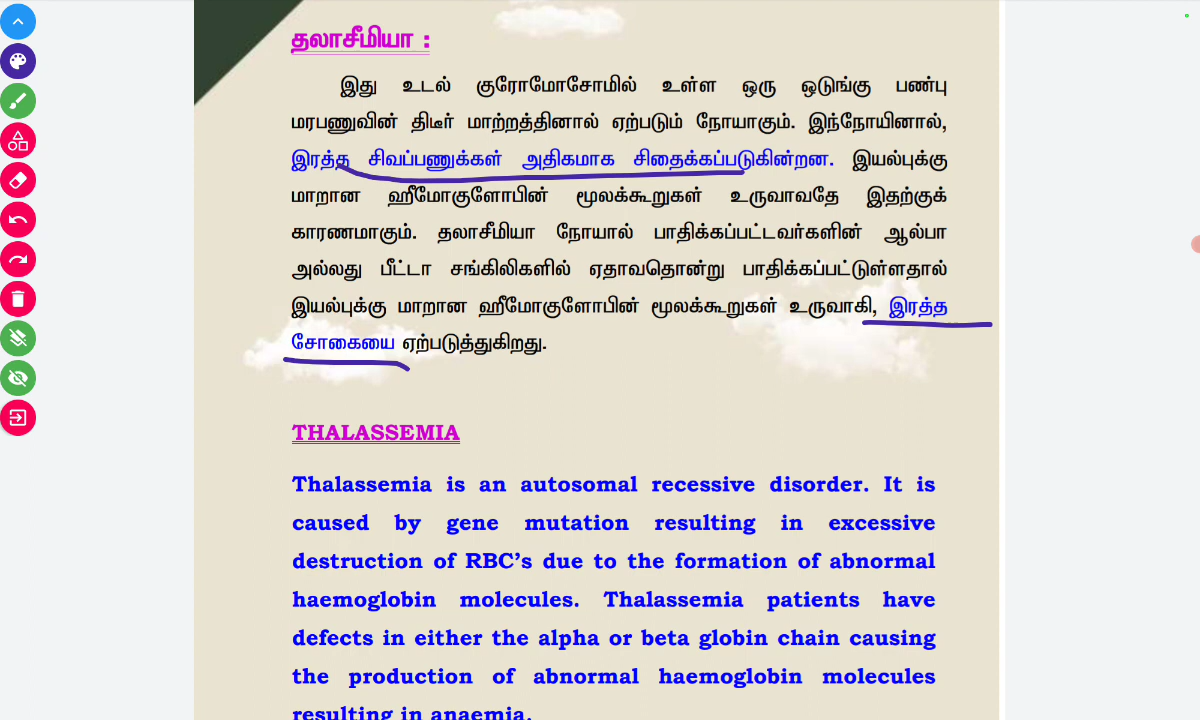 தலாசீமியா :
இது உடல் குரோமோசோமில் உள்ள ஒரு ஒடுங்கு பண்பு
மரபணுவின் திடீர் மாற்றத்தினால் ஏற்படும் நோயாகும். இந்நோயினால்,
இரத்த சிவப்பணுக்கள் அதிகமாக சிதைக்கப்படுகின்றன. இயல்புக்கு
மாறான ஹீமோகுளோபின் மூலக்கூறுகள் உருவாவதே இதற்குக்
காரணமாகும். தலாசீமியா நோயால் பாதிக்கப்பட்டவர்களின் ஆல்பா
அல்லது பீட்டா சங்கிலிகளில் ஏதாவதொன்று பாதிக்கப்பட்டுள்ளதால்
இயல்புக்கு மாறான ஹீமோகுளோபின் மூலக்கூறுகள் உருவாகி, இரத்த
சோகையை ஏற்படுத்துகிறது.
THALASSEMIA
Thalassemia is an autosomal recessive disorder. It is
caused by gene mutation resulting in excessive
destruction of RBC’s due to the formation of abnormal
haemoglobin molecules. Thalassemia patients have
defects in either the alpha or beta globin chain causing
the production of abnormal haemoglobin molecules
resulting in anaemia.